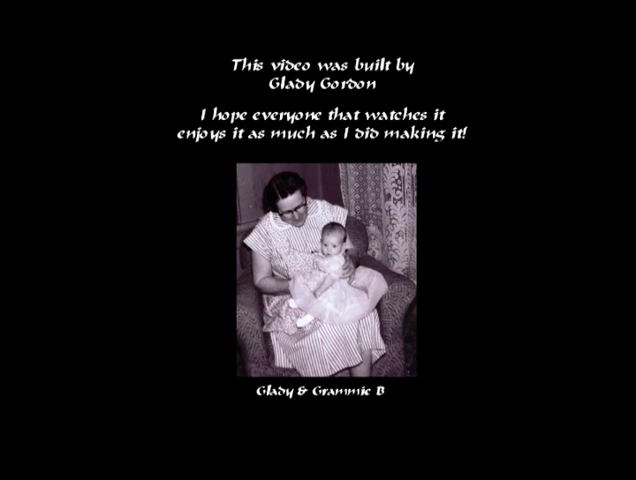 This video was built by
Glady Gordon
I hope everyone that watches it
enjoys it as much as I did making it!
Glady & Grammie B